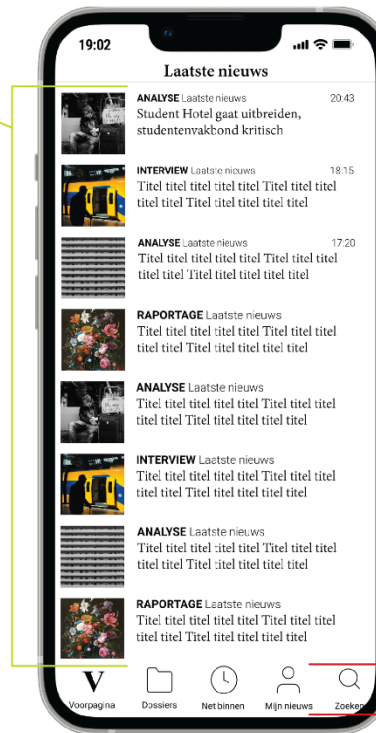 19:02
Laatste nieuws
ANALYSE Laatste nieuws 20:43
Student Hotel gaat uitbreiden,
studentenvakbond kritisch
INTERVIEW Laatste nieuws 18:15
Titel titel titel titel titel Titel titel titel
titel titel Titel titel titel titel titel
ANALYSE Laatste nieuws 17:20
Titel titel titel titel titel Titel titel titel
titel titel Titel titel titel titel titel
RAPORTAGE Laatste nieuws
Titel titel titel titel titel Titel titel titel
titel titel Titel titel titel titel titel
ANALYSE Laatste nieuws
Titel titel titel titel titel Titel titel titel
titel titel Titel titel titel titel titel
INTERVIEW Laatste nieuws
Titel titel titel titel titel Titel titel titel
titel titel Titel titel titel titel titel
ANALYSE Laatste nieuws
Titel titel titel titel titel Titel titel titel
titel titel Titel titel titel titel titel
RAPORTAGE Laatste nieuws
Titel titel titel titel titel Titel titel titel
titel titel Titel titel titel titel titel
V
Voorpagina Dossiers Net binnen Mijn nieuws Zoeken